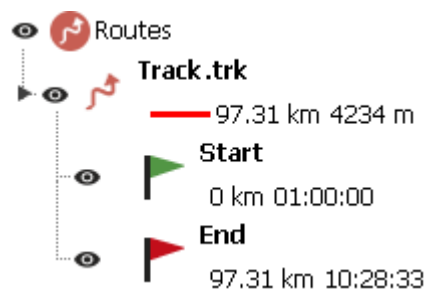 Routes
Track.trk
97.31 km 4234 m
Start
0 km 01:00:00
End
97.31 km 10:28:33